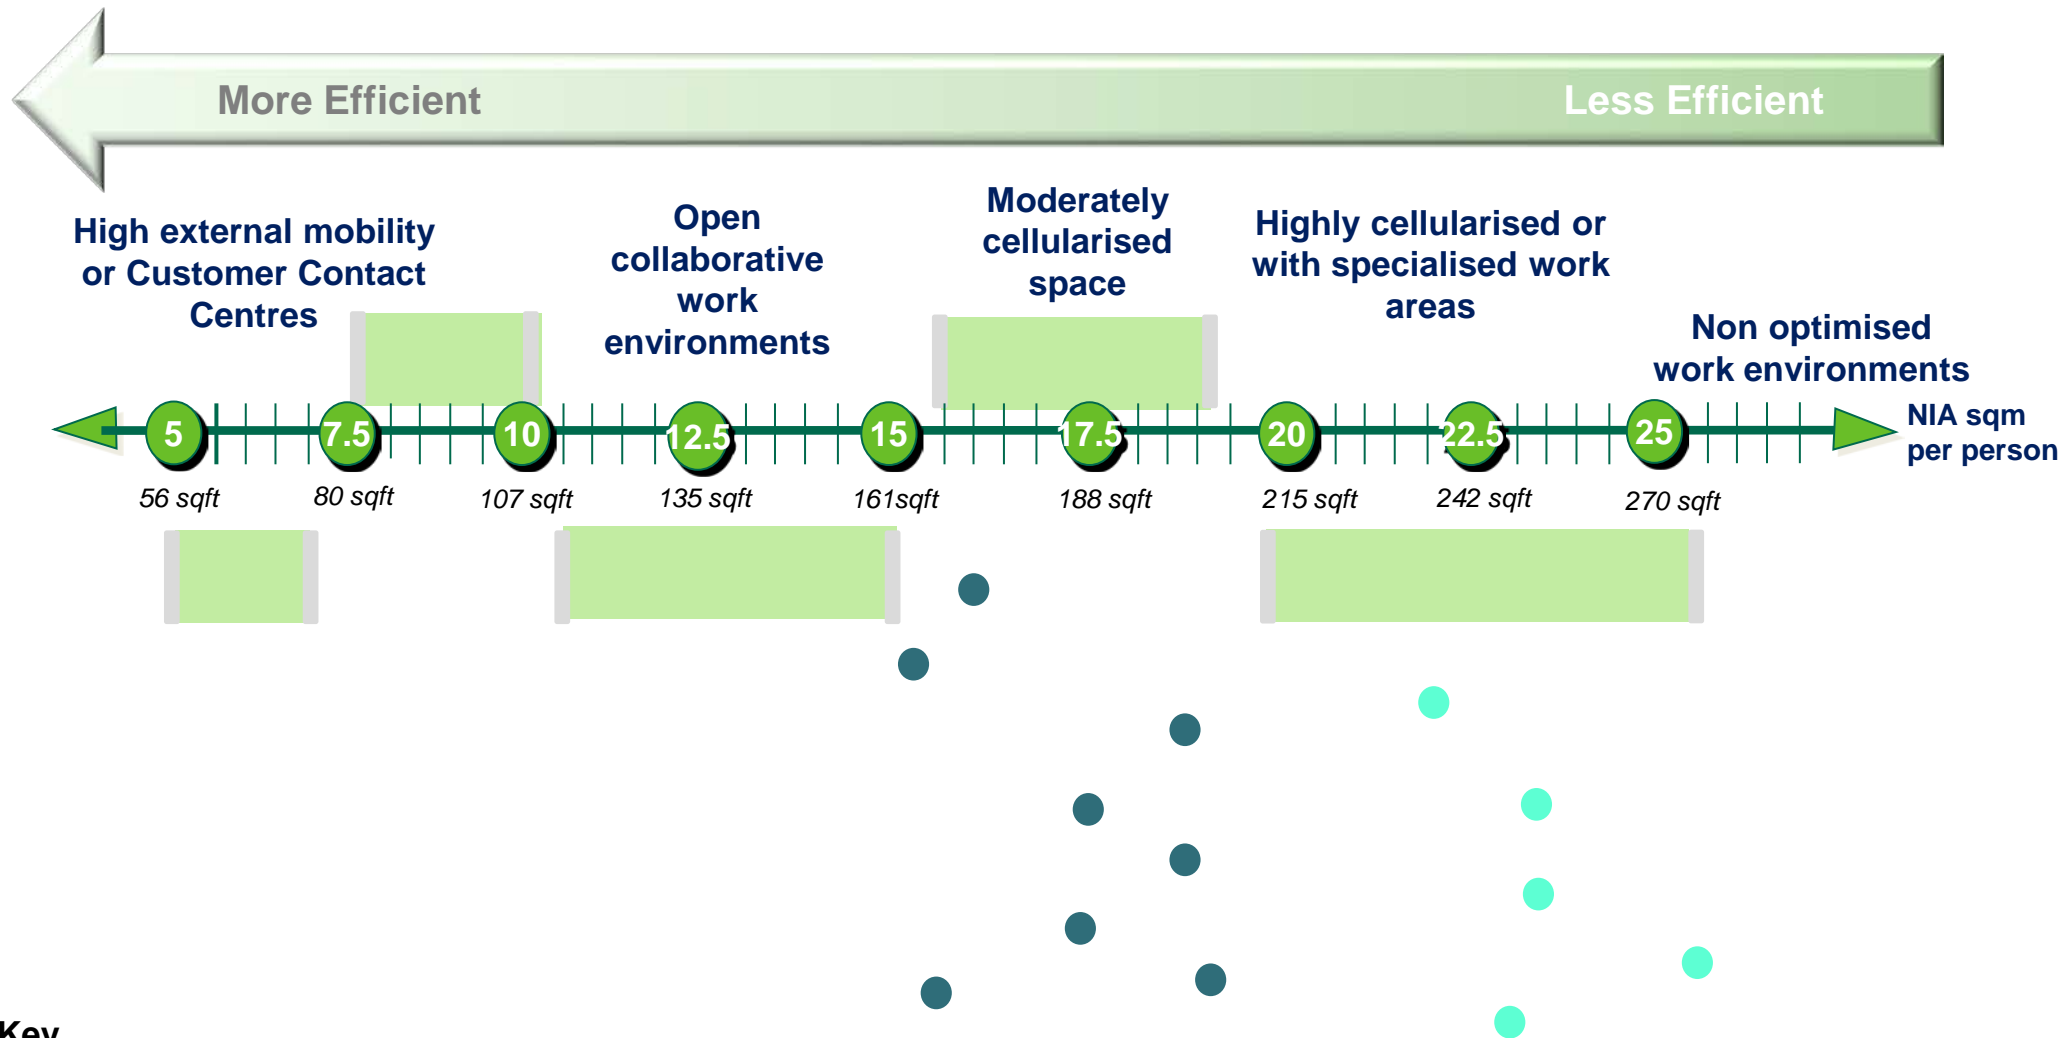 More Efficient
Less Efficient
High external mobility
or Customer Contact
Centres
Open
collaborative
work
environments
Moderately
cellularised
space
Highly cellularised or
with specialised work
areas
Non optimised
work environments
5
7.5
10
12.5
15
17.5
20
22.5
25
NIA sqm
per person
56 sqft
80 sqft
107 sqft
135 sqft
161sqft
188 sqft
215 sqft
242 sqft
270 sqft
Key